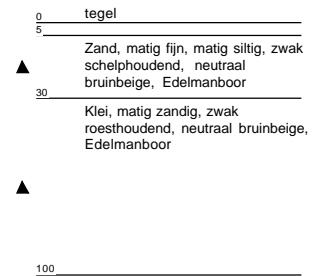 0 tegel
5
Zand, matig fijn, matig siltig, zwak
schelphoudend, neutraal
bruinbeige, Edelmanboor
30
Klei, matig zandig, zwak
roesthoudend, neutraal bruinbeige,
Edelmanboor
100